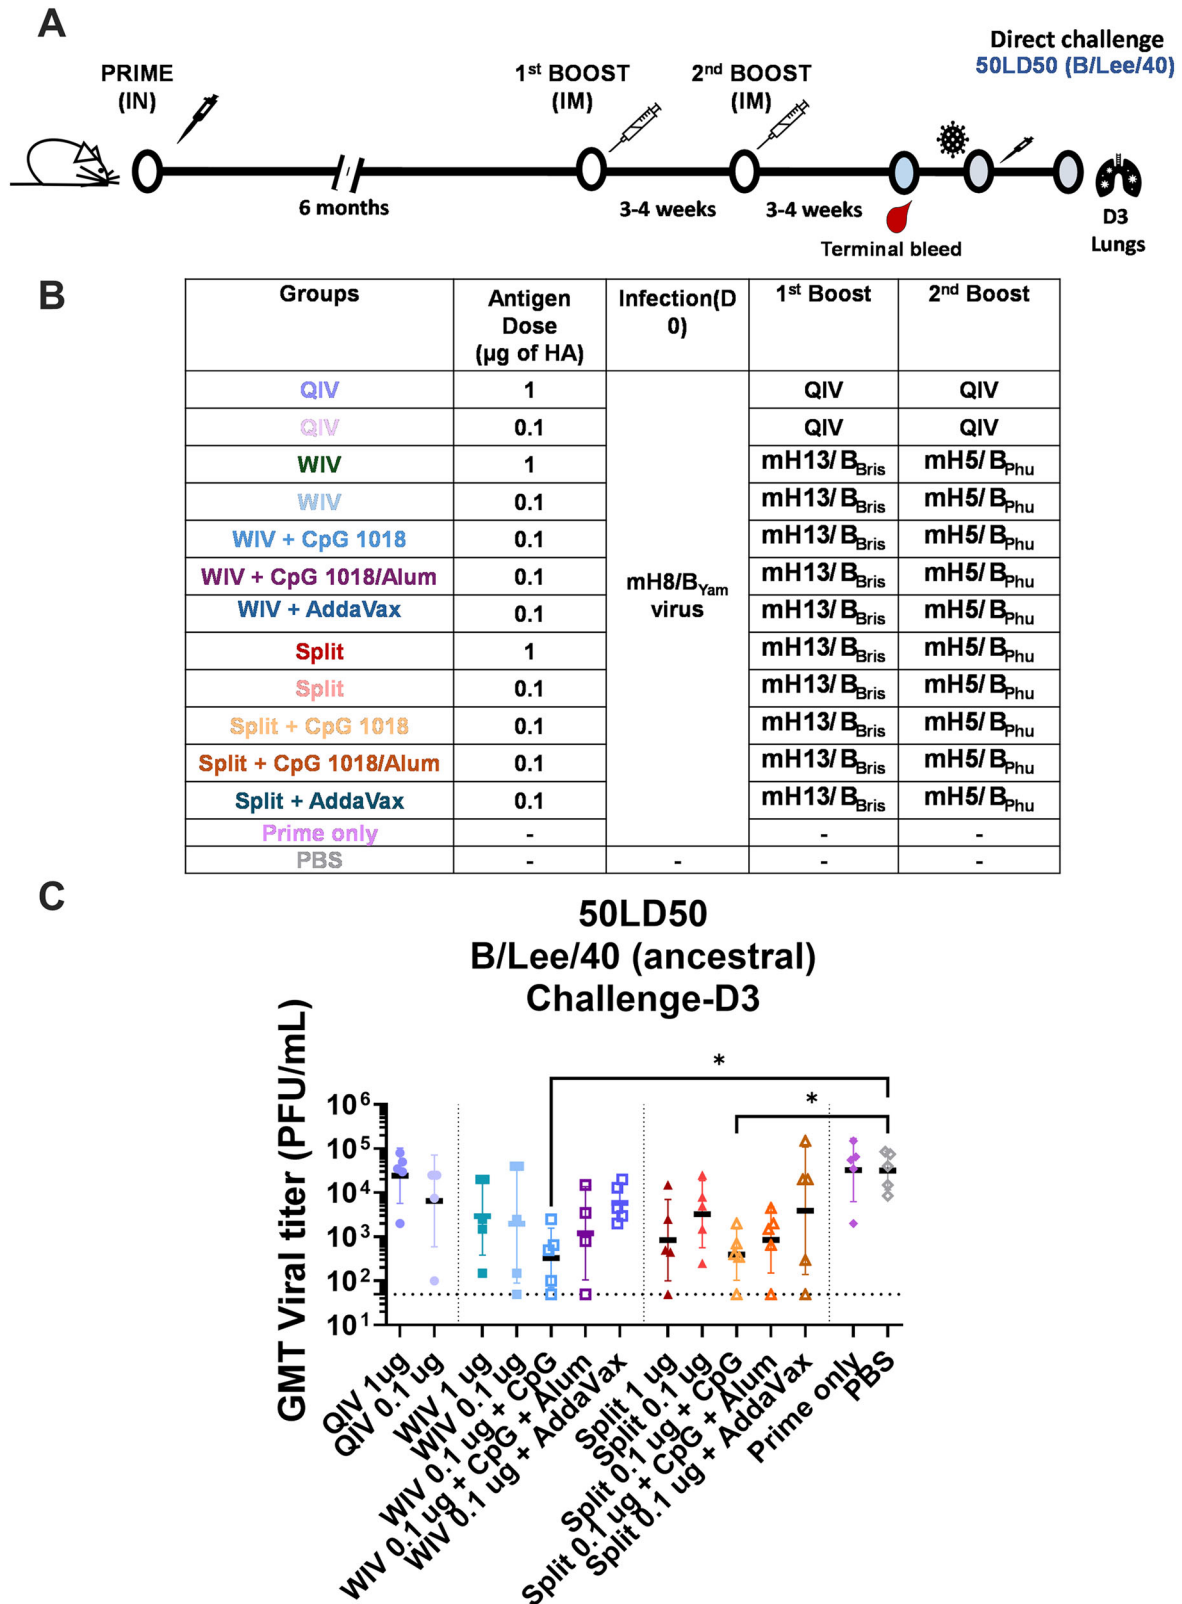 A
Direct challenge
50LD50 (B/Lee/40)
PRIME
(IN)
1st BOOST
(IM)
2nd BOOST
(IM)
6 months
3-4 weeks
3-4 weeks
Terminal bleed
D3
Lungs
B
Groups Antigen Dose (μg of HA) Infection(D 0) 1st Boost 2nd Boost
QIV 1 QIV QIV
QIV 0.1 QIV QIV
WIV 1 mH13/ BBris mH5/ BPhu
WIV 0.1 mH13/ BBris mH5/ BPhu
WIV + CpG 1018 0.1 mH13/ BBris mH5/ BPhu
WIV + CpG 1018/Alum 0.1 mH8/BYam virus mH13/ BBris mH5/ BPhu
WIV + AddaVax 0.1 mH13/ BBris mH5/ BPhu
Split 1 mH13/ BBris mH5/ BPhu
Split 0.1 mH13/ BBris mH5/ BPhu
Split + CpG 1018 0.1 mH13/ BBris mH5/ BPhu
Split + CpG 1018/Alum 0.1 mH13/ BBris mH5/ BPhu
Split + AddaVax 0.1 mH13/ BBris mH5/ BPhu
Prime only - - -
PBS - - - -
C
50LD50
B/Lee/40 (ancestral)
Challenge-D3
GMT Viral titer (PFU/mL)
*
*
10^6
10^5
10^4
10^3
10^2
10^1
QIV 1ug
QIV 0.1 ug
WIV 1 ug
WIV 0.1 ug
WIV 0.1 ug + CpG
WIV 0.1 ug + CpG + Alum
WIV 0.1 ug + AddaVax
Split 1 ug
Split 0.1 ug
Split 0.1 ug + CpG
Split 0.1 ug + CpG + Alum
Split 0.1 ug + AddaVax
Prime only
PBS